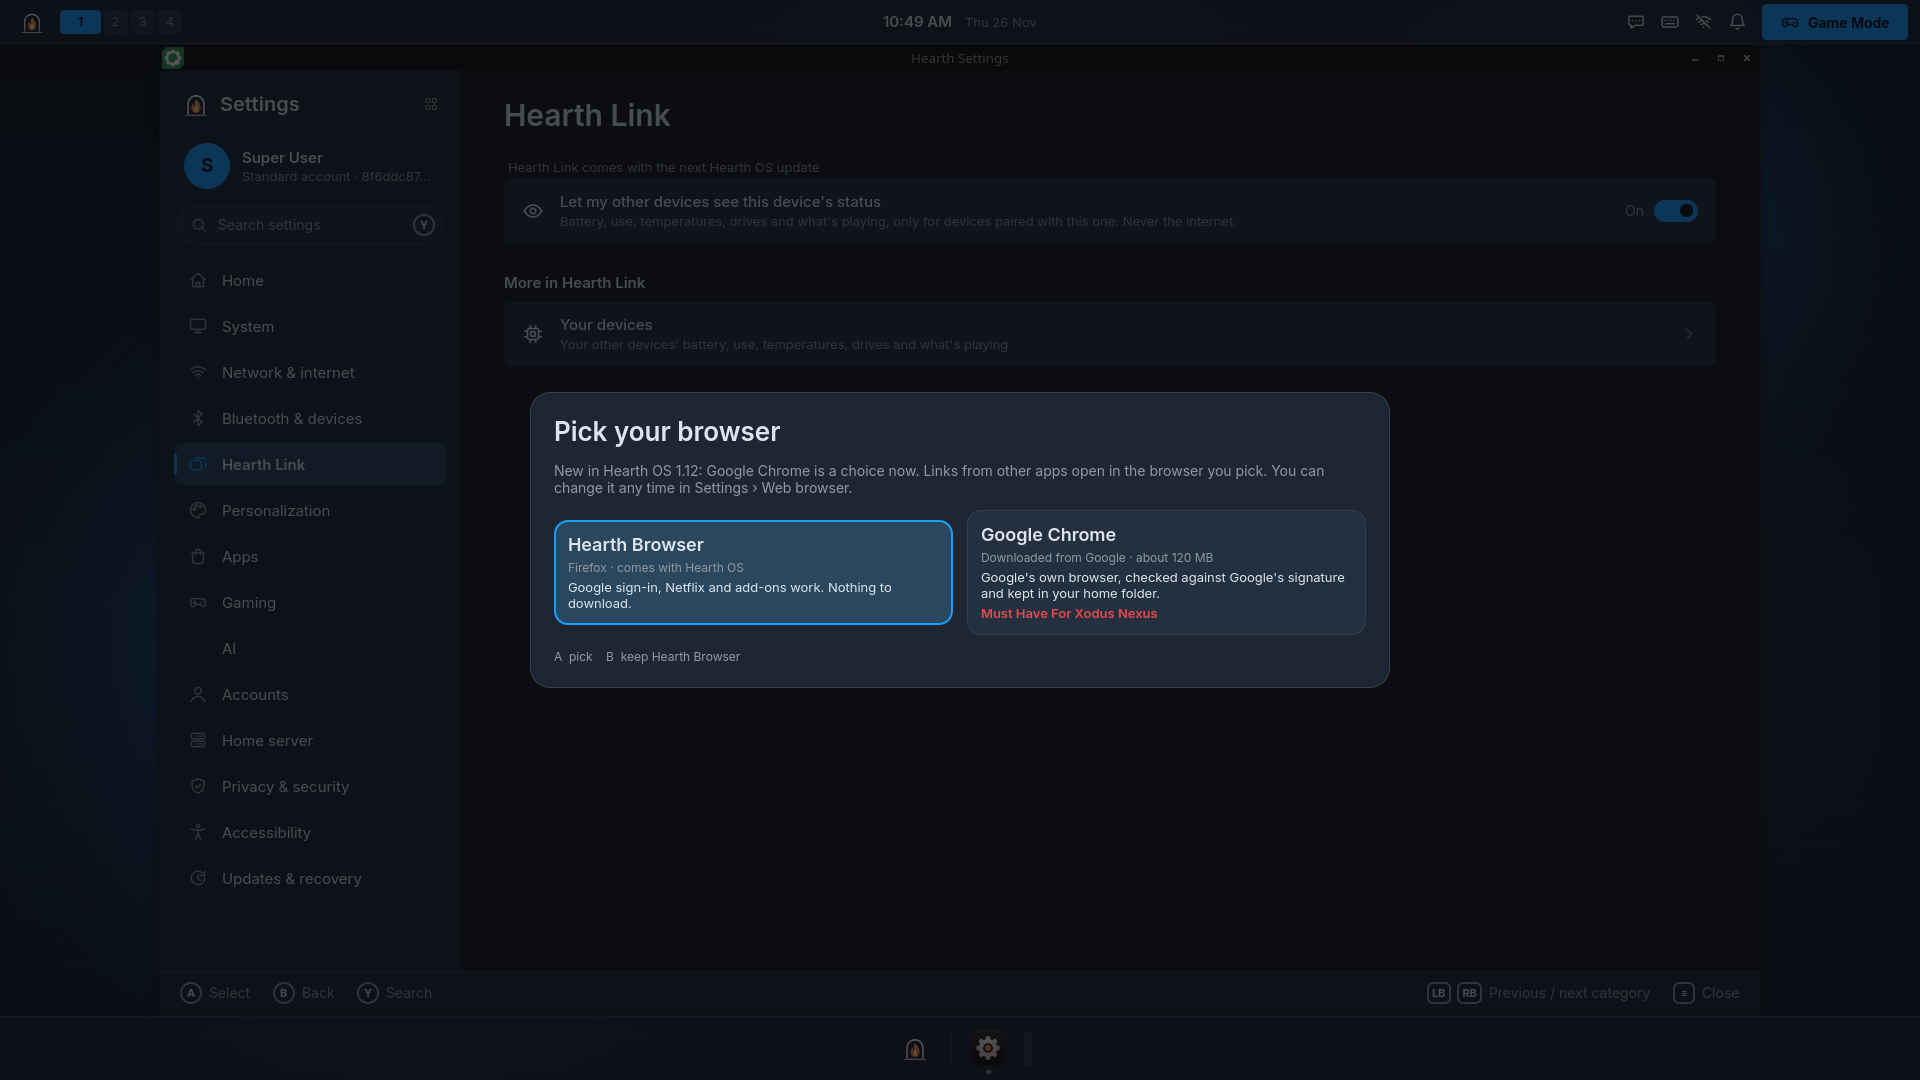 1 2 3 4
10:49 AM Thu 26 Nov
Game Mode
Hearth Settings
Settings
S
Super User
Standard account · 8f6ddc87...
Search settings Y
Home
System
Network & internet
Bluetooth & devices
Hearth Link
Personalization
Apps
Gaming
AI
Accounts
Home server
Privacy & security
Accessibility
Updates & recovery
Hearth Link
Hearth Link comes with the next Hearth OS update
Let my other devices see this device's status
Battery, use, temperatures, drives and what's playing, only for devices paired with this one. Never the internet.
On
More in Hearth Link
Your devices
Your other devices' battery, use, temperatures, drives and what's playing
Pick your browser
New in Hearth OS 1.12: Google Chrome is a choice now. Links from other apps open in the browser you pick. You can
change it any time in Settings › Web browser.
Hearth Browser
Firefox · comes with Hearth OS
Google sign-in, Netflix and add-ons work. Nothing to
download.
Google Chrome
Downloaded from Google · about 120 MB
Google's own browser, checked against Google's signature
and kept in your home folder.
Must Have For Xodus Nexus
A pick B keep Hearth Browser
A Select B Back Y Search
LB RB Previous / next category ≡ Close